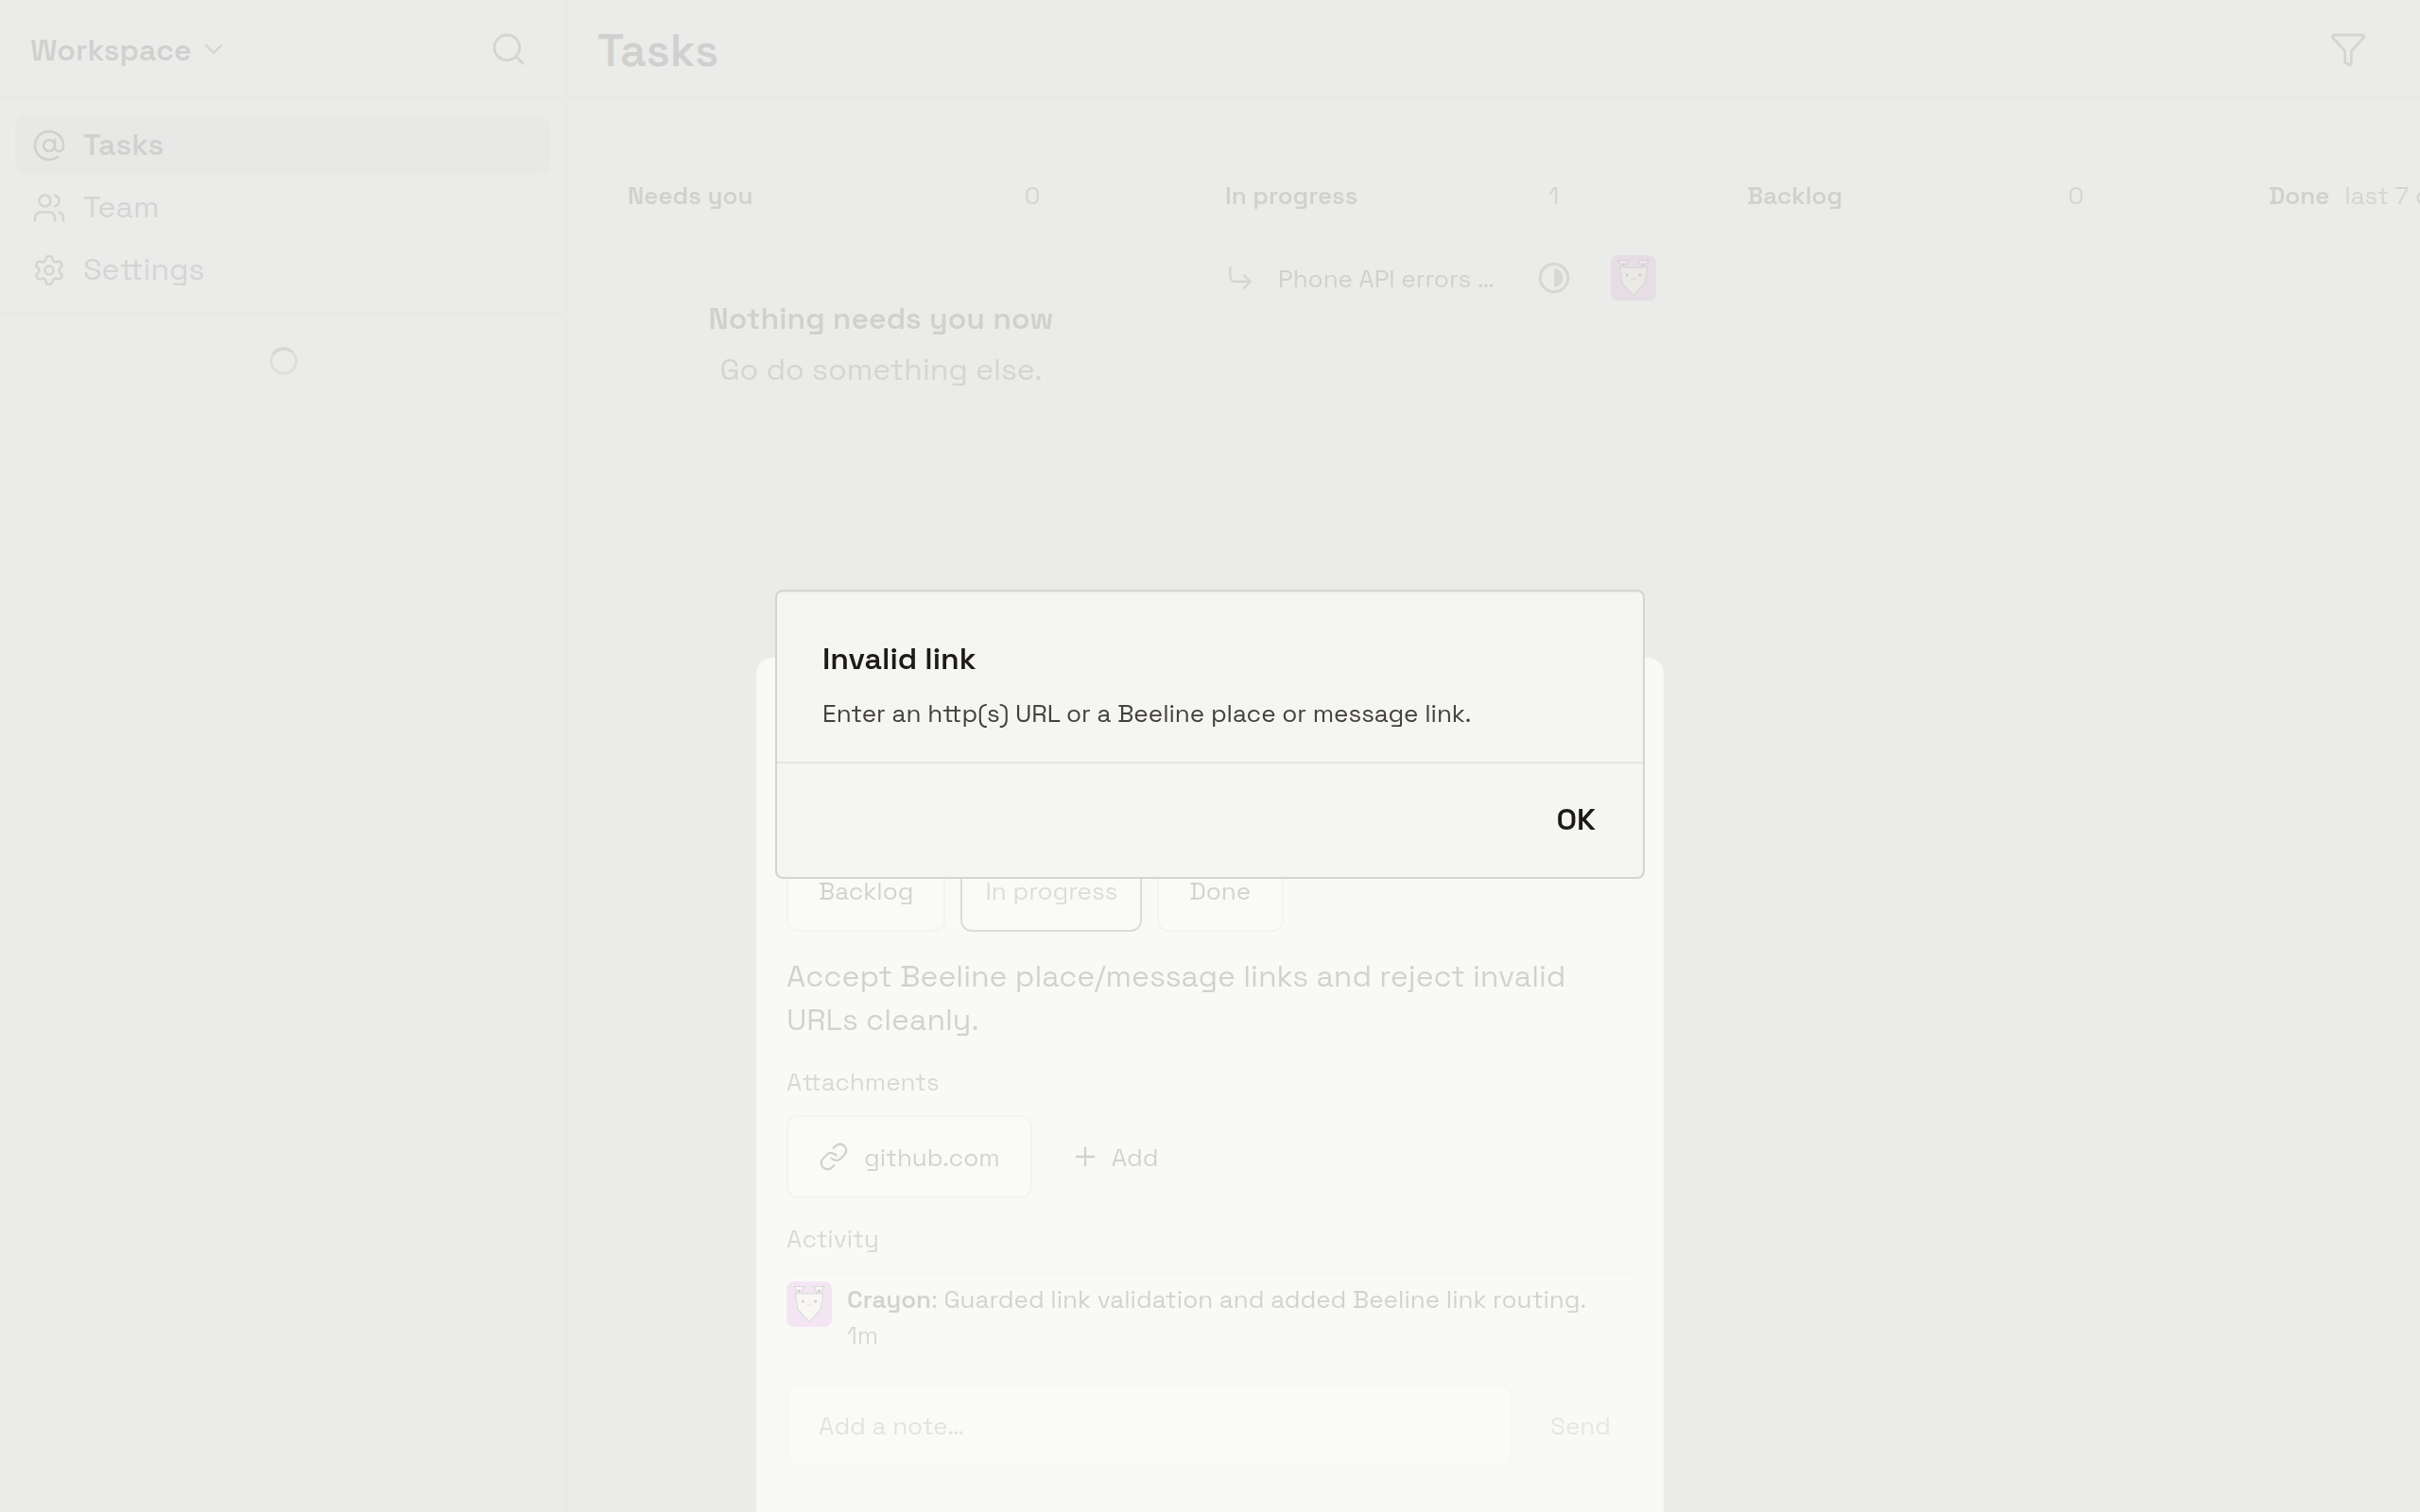 Workspace
Tasks
Tasks
Team
Settings
Needs you 0
In progress 1
Backlog 0
Done last 7
Phone API errors ...
Nothing needs you now
Go do something else.
Invalid link
Enter an http(s) URL or a Beeline place or message link.
OK
Backlog
In progress
Done
Accept Beeline place/message links and reject invalid
URLs cleanly.
Attachments
github.com
Add
Activity
Crayon: Guarded link validation and added Beeline link routing.
1m
Add a note...
Send